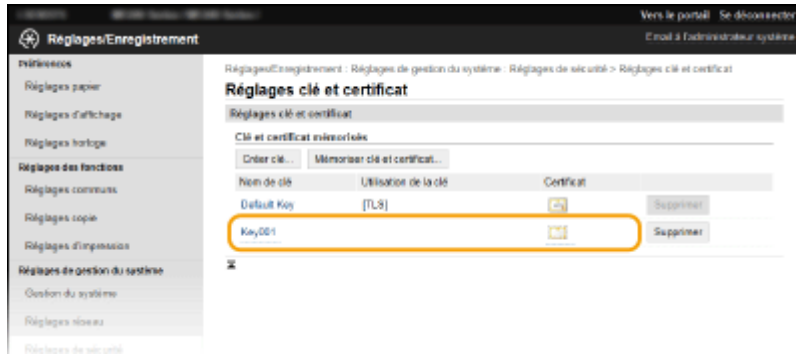 Vers le portail Se déconnecter
Réglages/Enregistrement
Email à l'administrateur système
Préférences
Réglages papier
Réglages d'affichage
Réglages horloge
Réglages des fonctions
Réglages communs
Réglages copie
Réglages d'impression
Réglages de gestion du système
Gestion du système
Réglages réseau
Réglages de sécurité
Réglages/Enregistrement : Réglages de gestion du système : Réglages de sécurité > Réglages clé et certificat
Réglages clé et certificat
Réglages clé et certificat
Clé et certificat mémorisés
Créer clé... Mémoriser clé et certificat...
Nom de clé Utilisation de la clé Certificat
Default Key [TLS] Supprimer
Key001 Supprimer